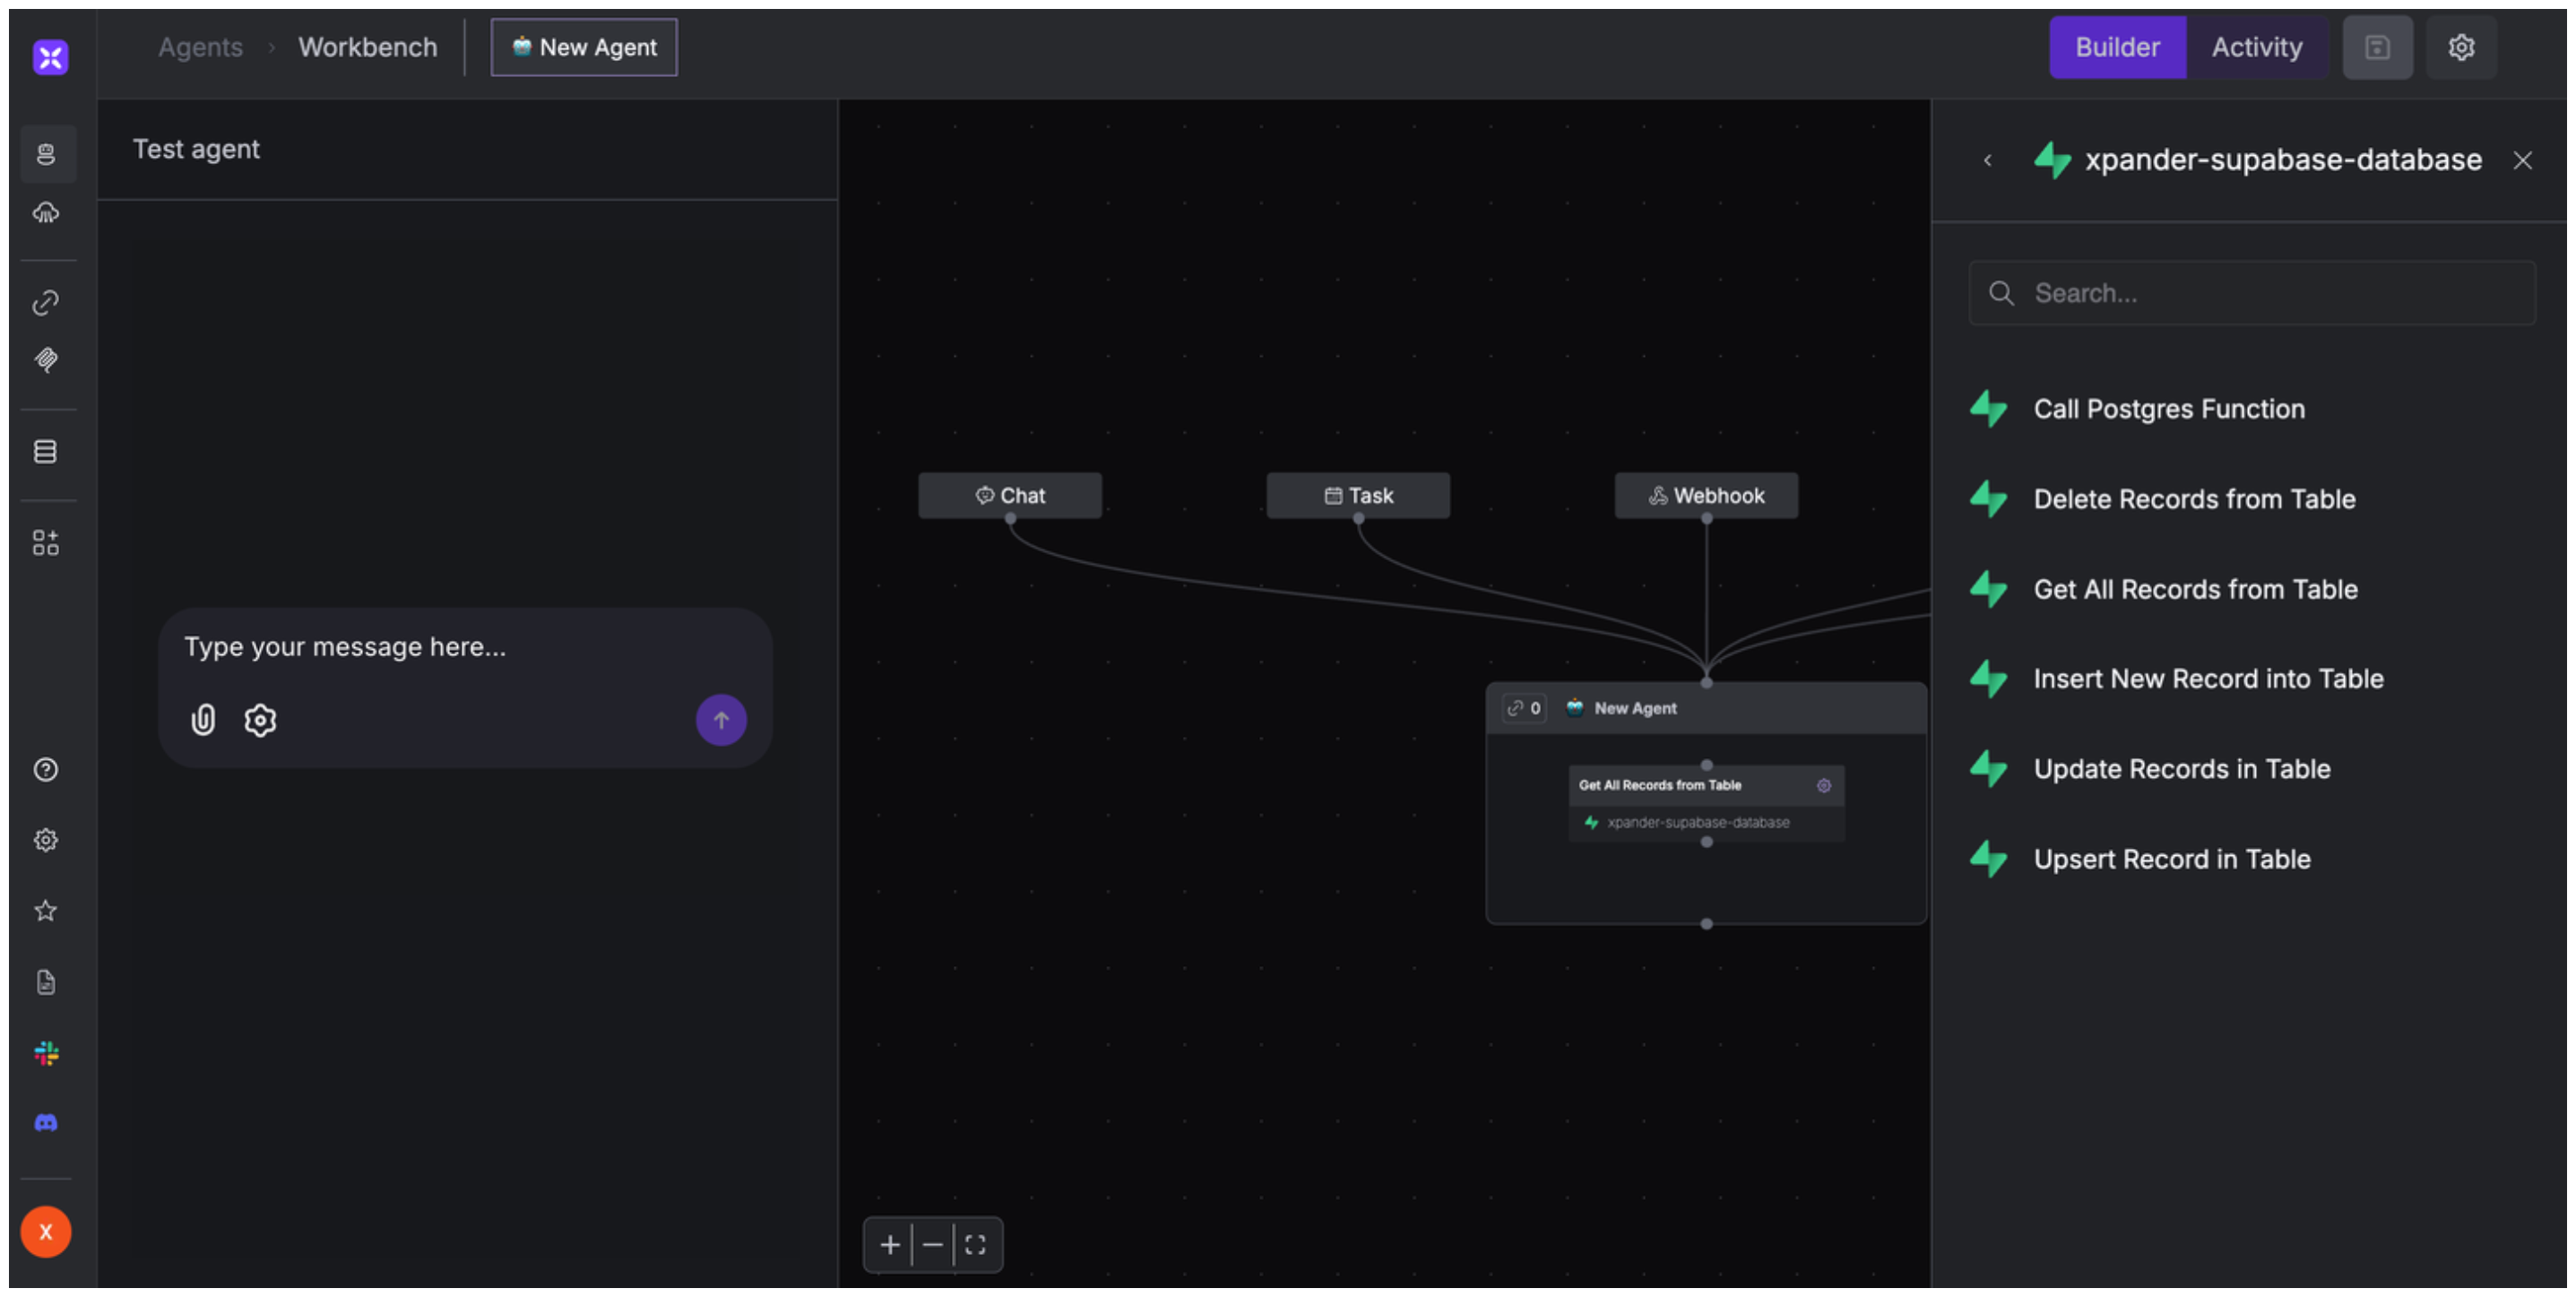 Agents › Workbench
New Agent
Builder
Activity
Test agent
Type your message here...
Chat
Task
Webhook
0
New Agent
Get All Records from Table
xpander-supabase-database
xpander-supabase-database
Search...
Call Postgres Function
Delete Records from Table
Get All Records from Table
Insert New Record into Table
Update Records in Table
Upsert Record in Table
X